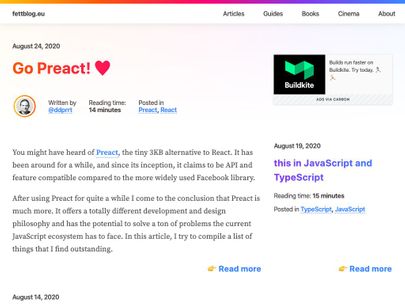 fettblog.eu
Articles Guides Books Cinema About
August 24, 2020
Go Preact! ❤️
Written by
@ddprrt
Reading time:
14 minutes
Posted in
Preact, React
Buildkite
Builds run faster on
Buildkite. Try today. 🏃
🏃
ADS VIA CARBON
You might have heard of Preact, the tiny 3KB alternative to React. It has
been around for a while, and since its inception, it claims to be API and
feature compatible compared to the more widely used Facebook library.
After using Preact for quite a while I come to the conclusion that Preact is
much more. It offers a totally different development and design
philosophy and has the potential to solve a ton of problems the current
JavaScript ecosystem has to face. In this article, I try to compile a list of
things that I find outstanding.
👉 Read more
August 19, 2020
this in JavaScript and
TypeScript
Reading time: 15 minutes
Posted in TypeScript, JavaScript
👉 Read more
August 14, 2020